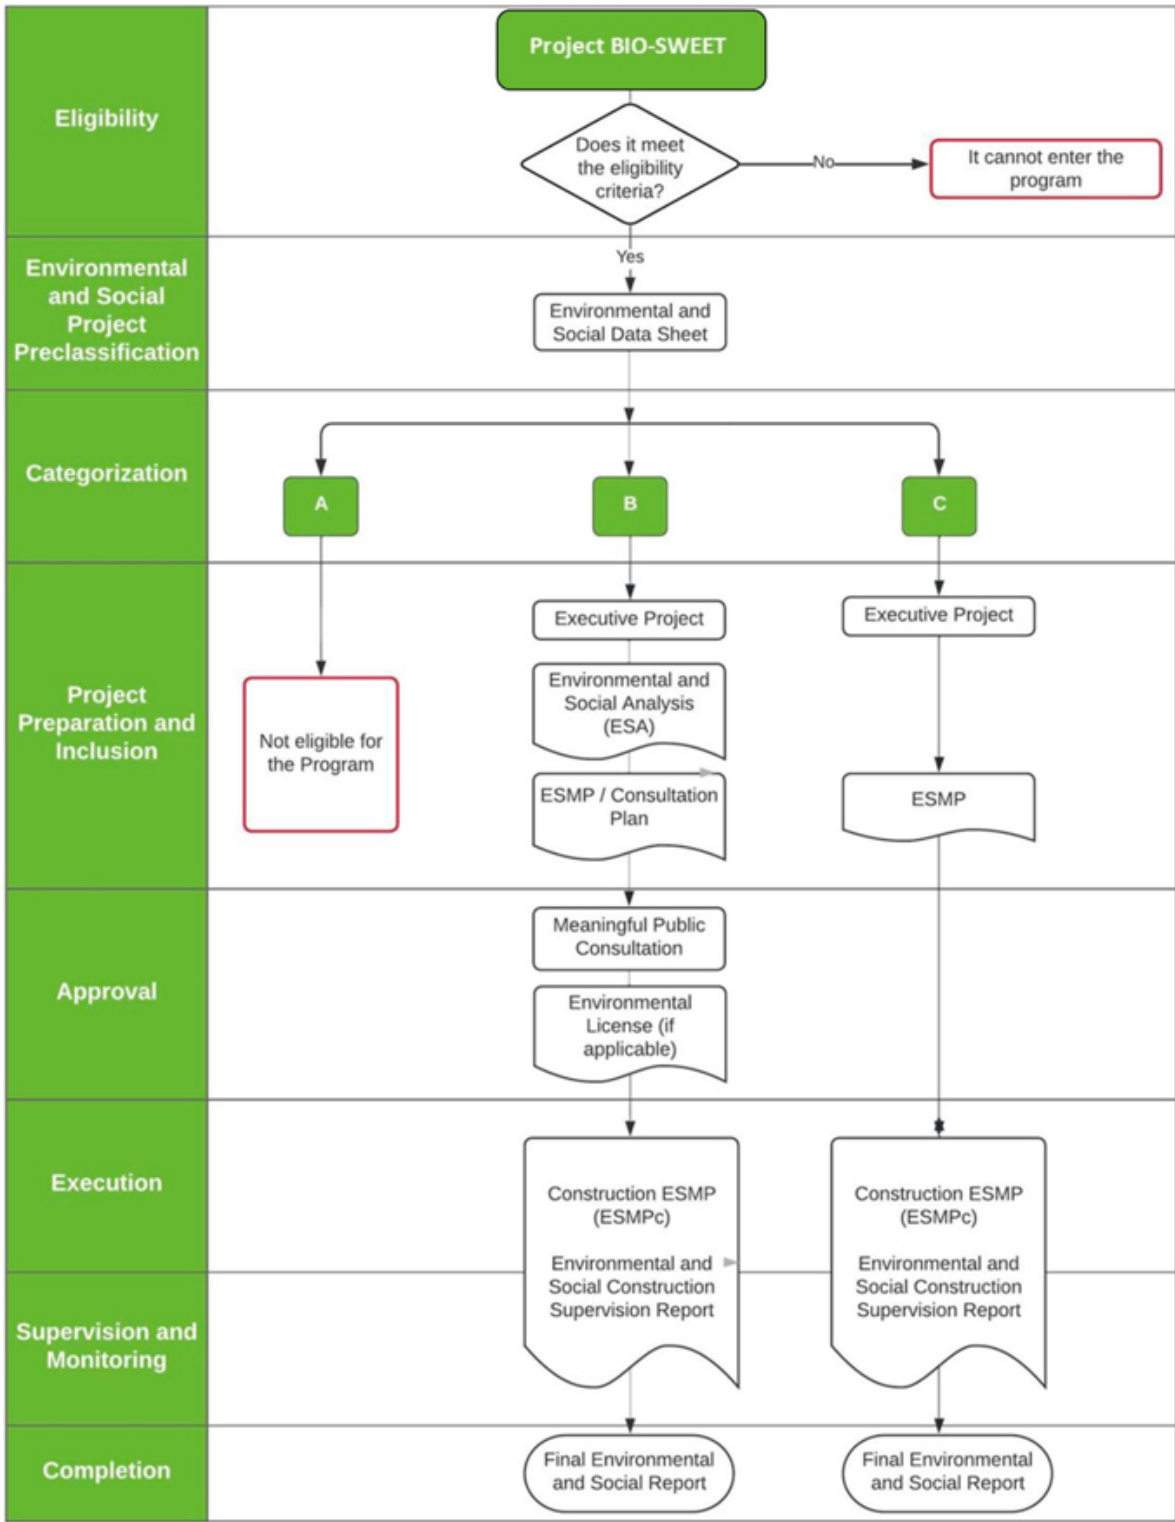 Project BIO-SWEET
Eligibility
Does it meet
the eligibility
criteria?
No
It cannot enter the
program
Yes
Environmental
and Social
Project
Preclassification
Environmental and
Social Data Sheet
Categorization
A
B
C
Project
Preparation and
Inclusion
Not eligible for
the Program
Executive Project
Environmental and
Social Analysis
(ESA)
ESMP / Consultation
Plan
Executive Project
ESMP
Approval
Meaningful Public
Consultation
Environmental
License (if
applicable)
Execution
Construction ESMP
(ESMPc)
Environmental and
Social Construction
Supervision Report
Construction ESMP
(ESMPc)
Environmental and
Social Construction
Supervision Report
Supervision and
Monitoring
Completion
Final Environmental
and Social Report
Final Environmental
and Social Report